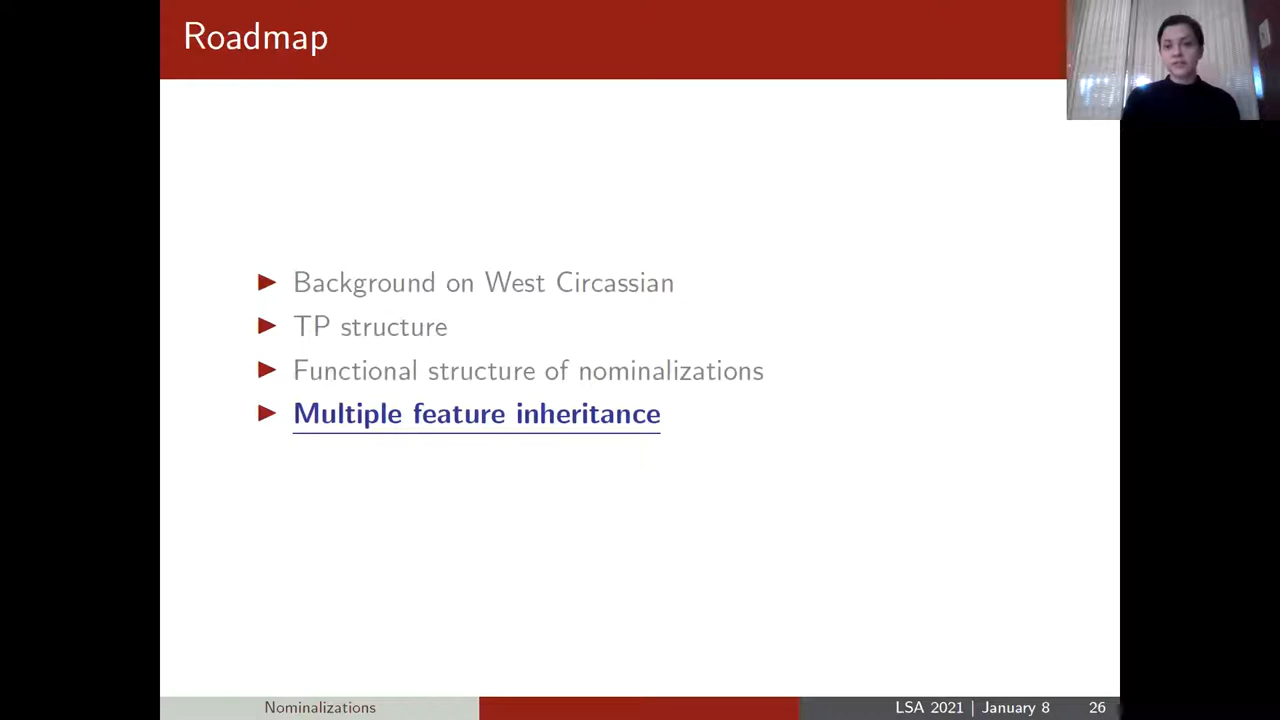 Roadmap
Background on West Circassian
TP structure
Functional structure of nominalizations
Multiple feature inheritance
Nominalizations
LSA 2021 | January 8 26